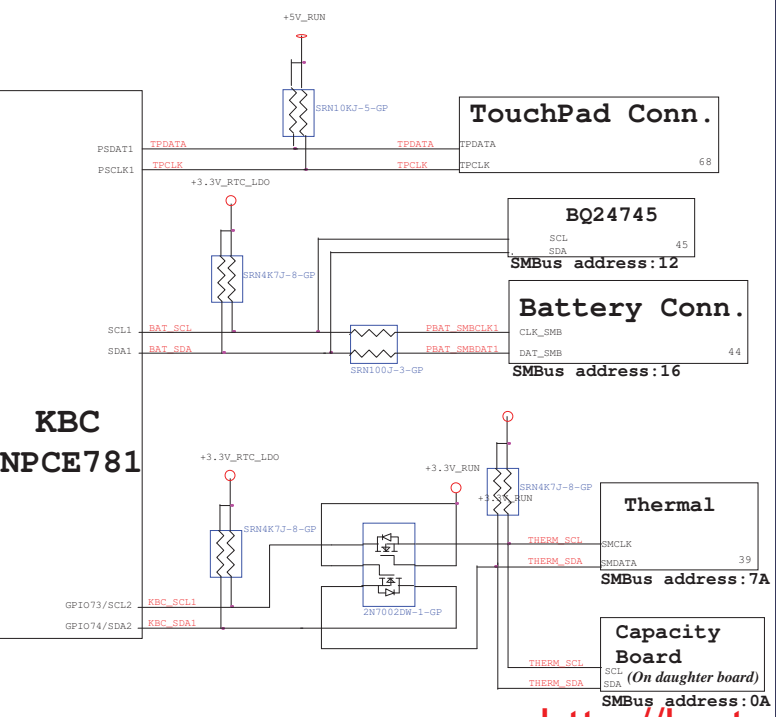 +5V_RUN
SRN10KJ-5-GP
TouchPad Conn.
PSDAT1 TPDATA TPDATA TPDATA
PSCLK1 TPCLK TPCLK TPCLK
68
+3.3V_RTC_LDO
BQ24745
SCL
SDA
45
SMBus address:12
SRN4K7J-8-GP
Battery Conn.
SCL1 BAT_SCL PBAT_SMBCLK1 CLK_SMB
SDA1 BAT_SDA PBAT_SMBDAT1 DAT_SMB
44
SRN100J-3-GP
SMBus address:16
KBC
NPCE781
+3.3V_RTC_LDO
+3.3V_RUN
SRN4K7J-8-GP
+3.3V_RUN
Thermal
SRN4K7J-8-GP
THERM_SCL SMCLK
THERM_SDA SMDATA
39
SMBus address:7A
GPIO73/SCL2 KBC_SCL1
GPIO74/SDA2 KBC_SDA1
2N7002DW-1-GP
Capacity
Board
(On daughter board)
THERM_SCL SCL
THERM_SDA SDA
SMBus address:0A